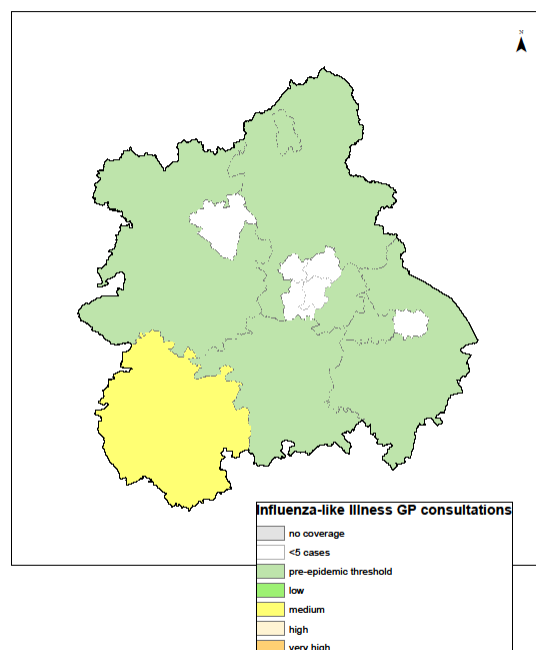 N
Influenza-like Illness GP consultations
no coverage
<5 cases
pre-epidemic threshold
low
medium
high
very high